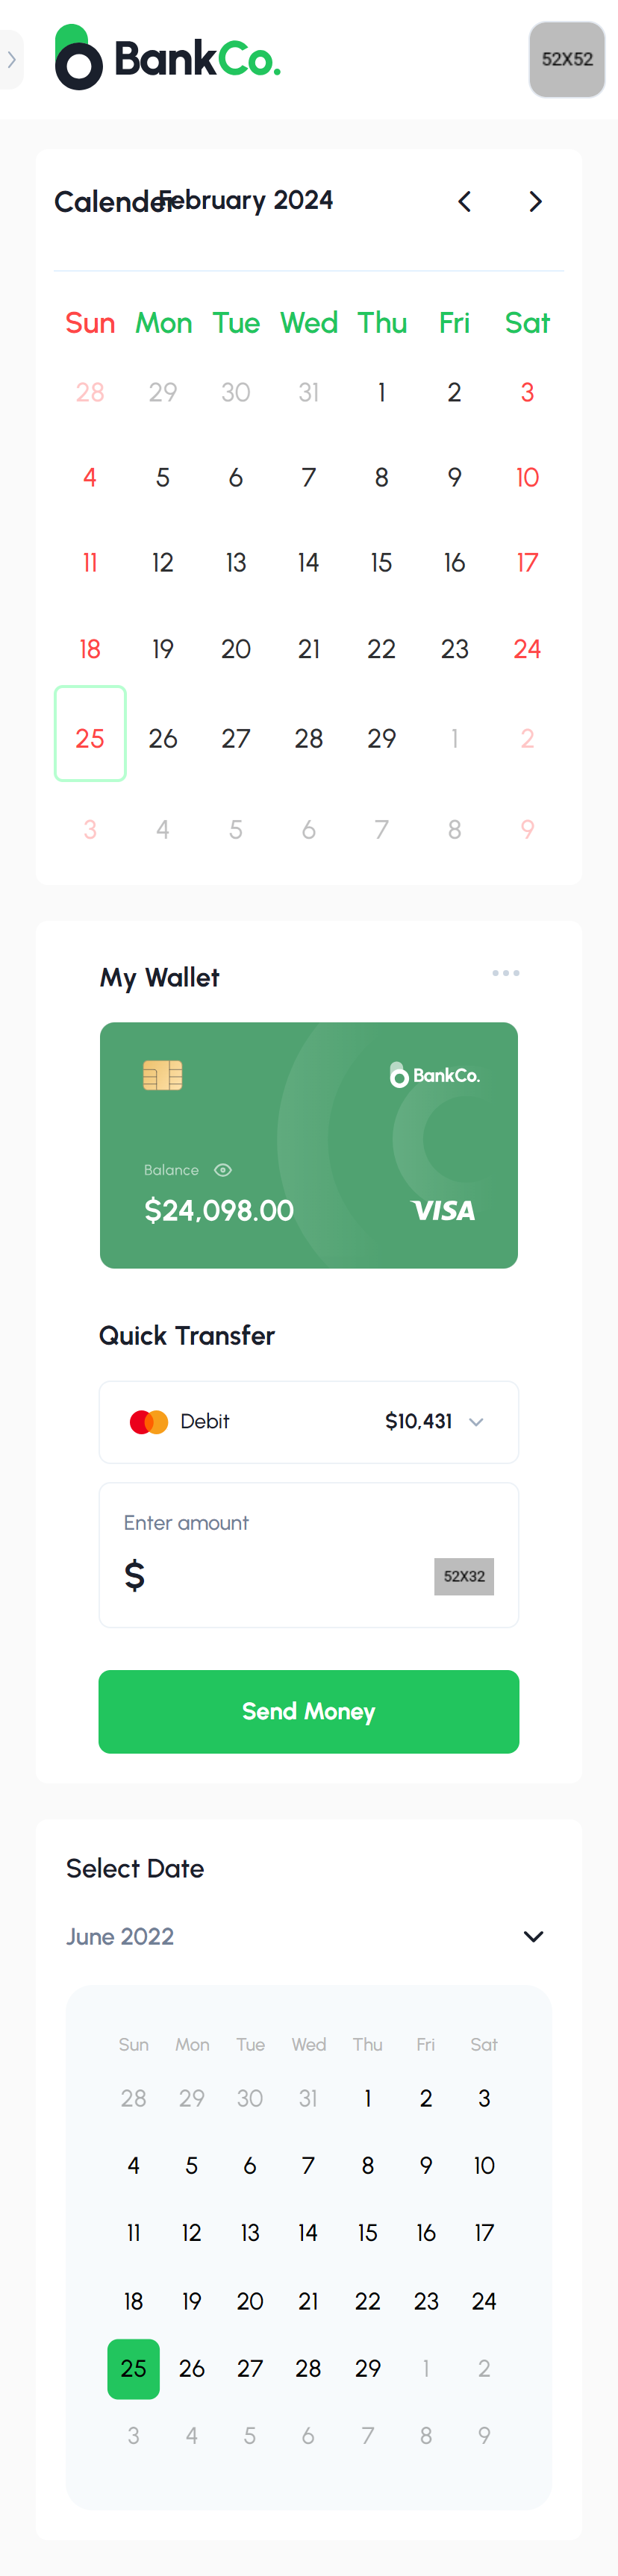 BankCo.
52X52
Calender
February 2024
Sun Mon Tue Wed Thu Fri Sat
28 29 30 31 1 2 3
4 5 6 7 8 9 10
11 12 13 14 15 16 17
18 19 20 21 22 23 24
25 26 27 28 29 1 2
3 4 5 6 7 8 9
My Wallet
BankCo.
Balance
$24,098.00
VISA
Quick Transfer
Debit $10,431
Enter amount
$
52X32
Send Money
Select Date
June 2022
Sun Mon Tue Wed Thu Fri Sat
28 29 30 31 1 2 3
4 5 6 7 8 9 10
11 12 13 14 15 16 17
18 19 20 21 22 23 24
25 26 27 28 29 1 2
3 4 5 6 7 8 9